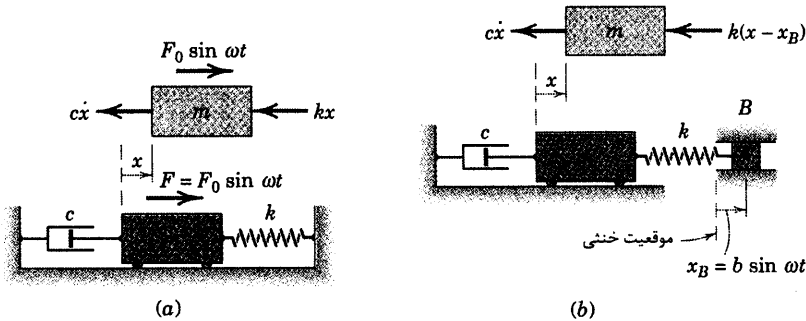 F₀ sin ωt
cẋ
m
kx
x
F = F₀ sin ωt
c
k
(a)
cẋ
m
k(x − x_B)
x
B
c
k
موقعیت خنثی
x_B = b sin ωt
(b)